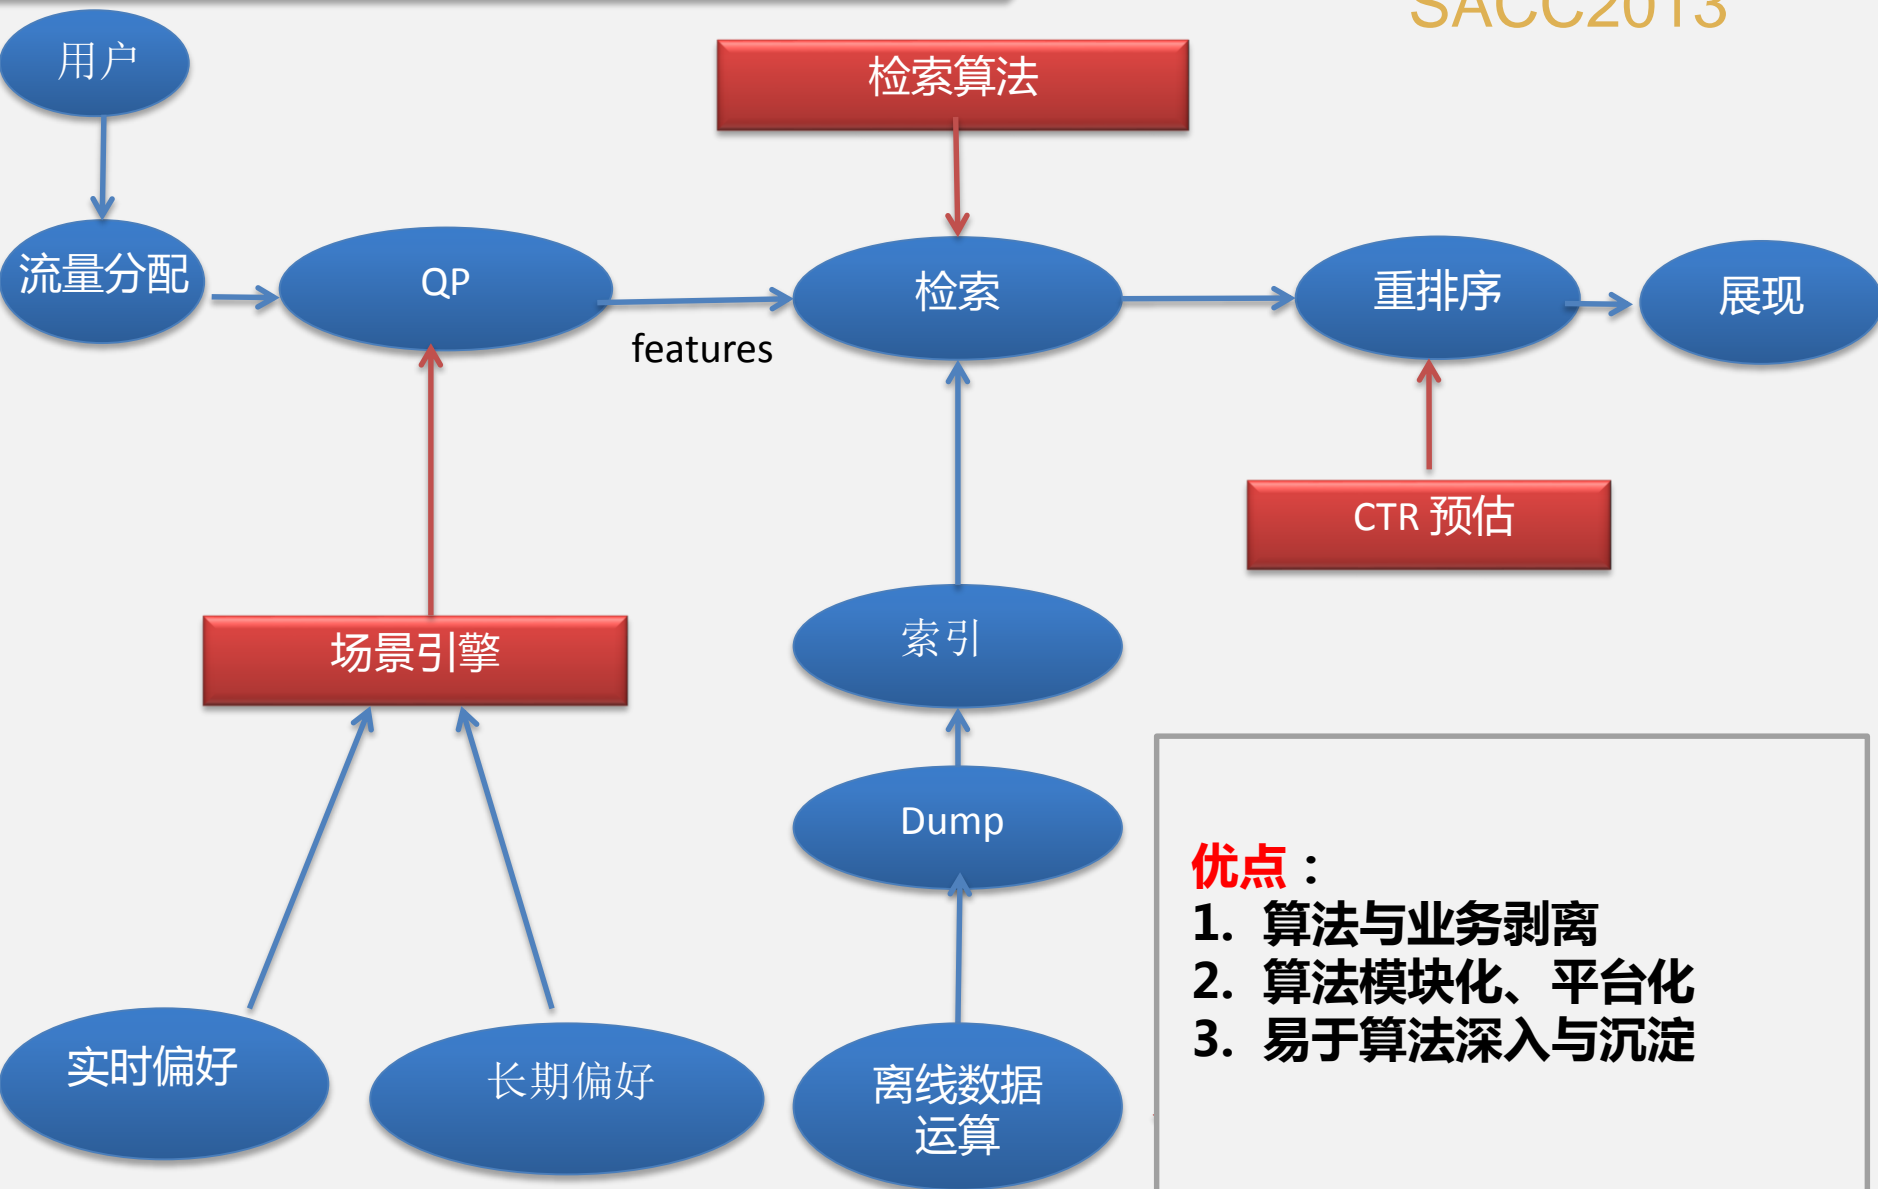 SACC2013
用户
检索算法
流量分配
QP
检索
重排序
展现
features
CTR 预估
场景引擎
索引
Dump
优点：
1. 算法与业务剥离
2. 算法模块化、平台化
3. 易于算法深入与沉淀
实时偏好
长期偏好
离线数据
运算